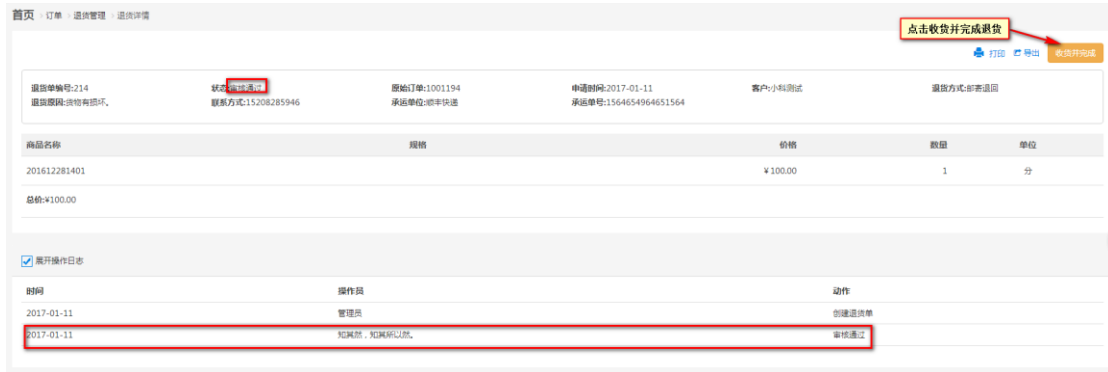 首页 › 订单 › 退货管理 › 退货详情
点击收货并完成退货
打印 导出 收货并完成
退货单编号:214 状态:审核通过 原始订单:1001194 申请时间:2017-01-11 客户:小科测试 退货方式:邮寄退回
退货原因:货物有损坏。 联系方式:15208285946 承运单位:顺丰快递 承运单号:1564654964651564
商品名称 规格 价格 数量 单位
201612281401 ¥100.00 1 分
总价:¥100.00
展开操作日志
时间 操作员 动作
2017-01-11 管理员 创建退货单
2017-01-11 知其然，知其所以然。 审核通过